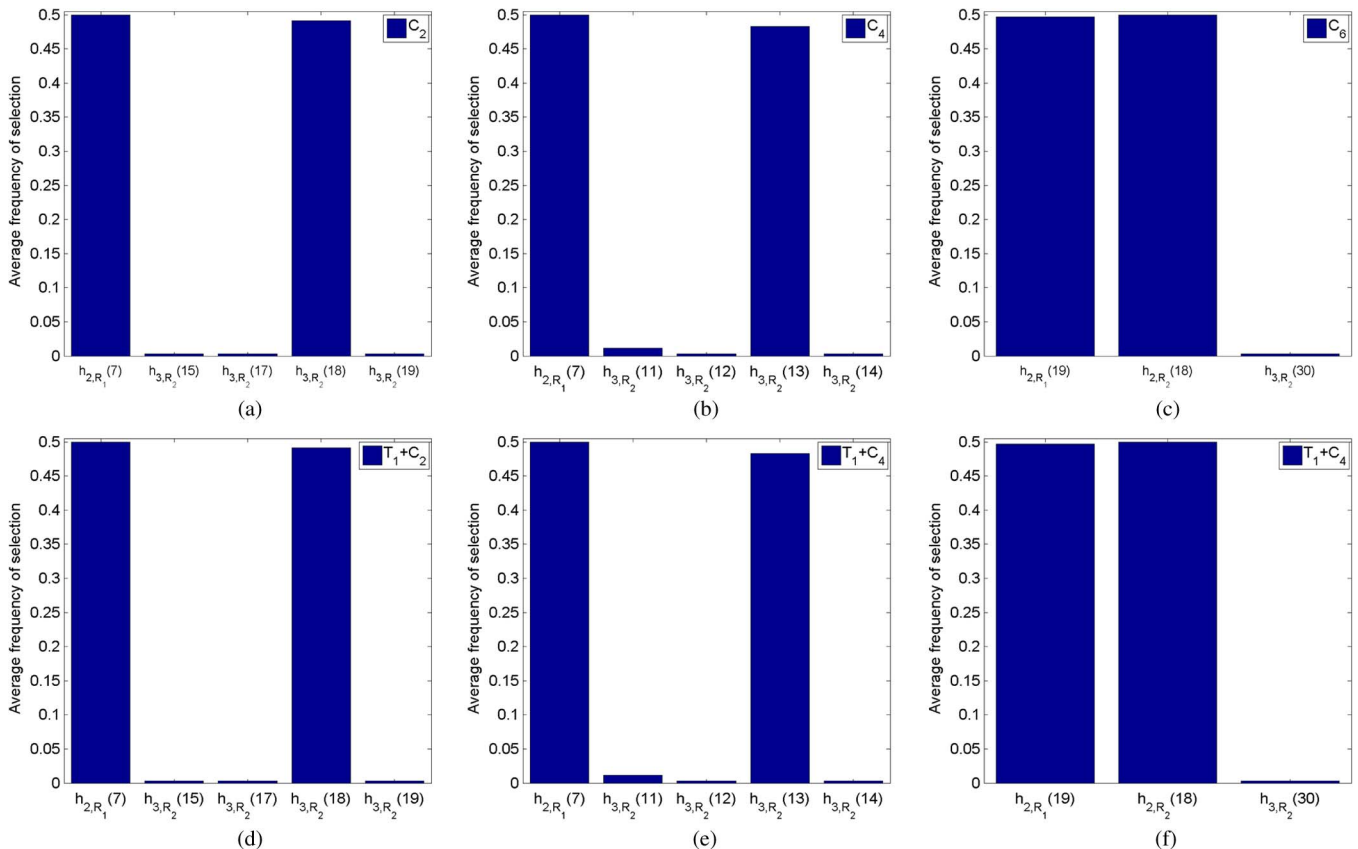 C2
Average frequency of selection
0.5
0.45
0.4
0.35
0.3
0.25
0.2
0.15
0.1
0.05
0
h2,R1(7) h3,R2(15) h3,R2(17) h3,R2(18) h3,R2(19)
(a)
C4
Average frequency of selection
0.5
0.45
0.4
0.35
0.3
0.25
0.2
0.15
0.1
0.05
0
h2,R1(7) h3,R2(11) h3,R2(12) h3,R2(13) h3,R2(14)
(b)
C6
Average frequency of selection
0.5
0.45
0.4
0.35
0.3
0.25
0.2
0.15
0.1
0.05
0
h2,R1(19) h2,R2(18) h3,R2(30)
(c)
T1+C2
Average frequency of selection
0.5
0.45
0.4
0.35
0.3
0.25
0.2
0.15
0.1
0.05
0
h2,R1(7) h3,R2(15) h3,R2(17) h3,R2(18) h3,R2(19)
(d)
T1+C4
Average frequency of selection
0.5
0.45
0.4
0.35
0.3
0.25
0.2
0.15
0.1
0.05
0
h2,R1(7) h3,R2(11) h3,R2(12) h3,R2(13) h3,R2(14)
(e)
T1+C4
Average frequency of selection
0.5
0.45
0.4
0.35
0.3
0.25
0.2
0.15
0.1
0.05
0
h2,R1(19) h2,R2(18) h3,R2(30)
(f)